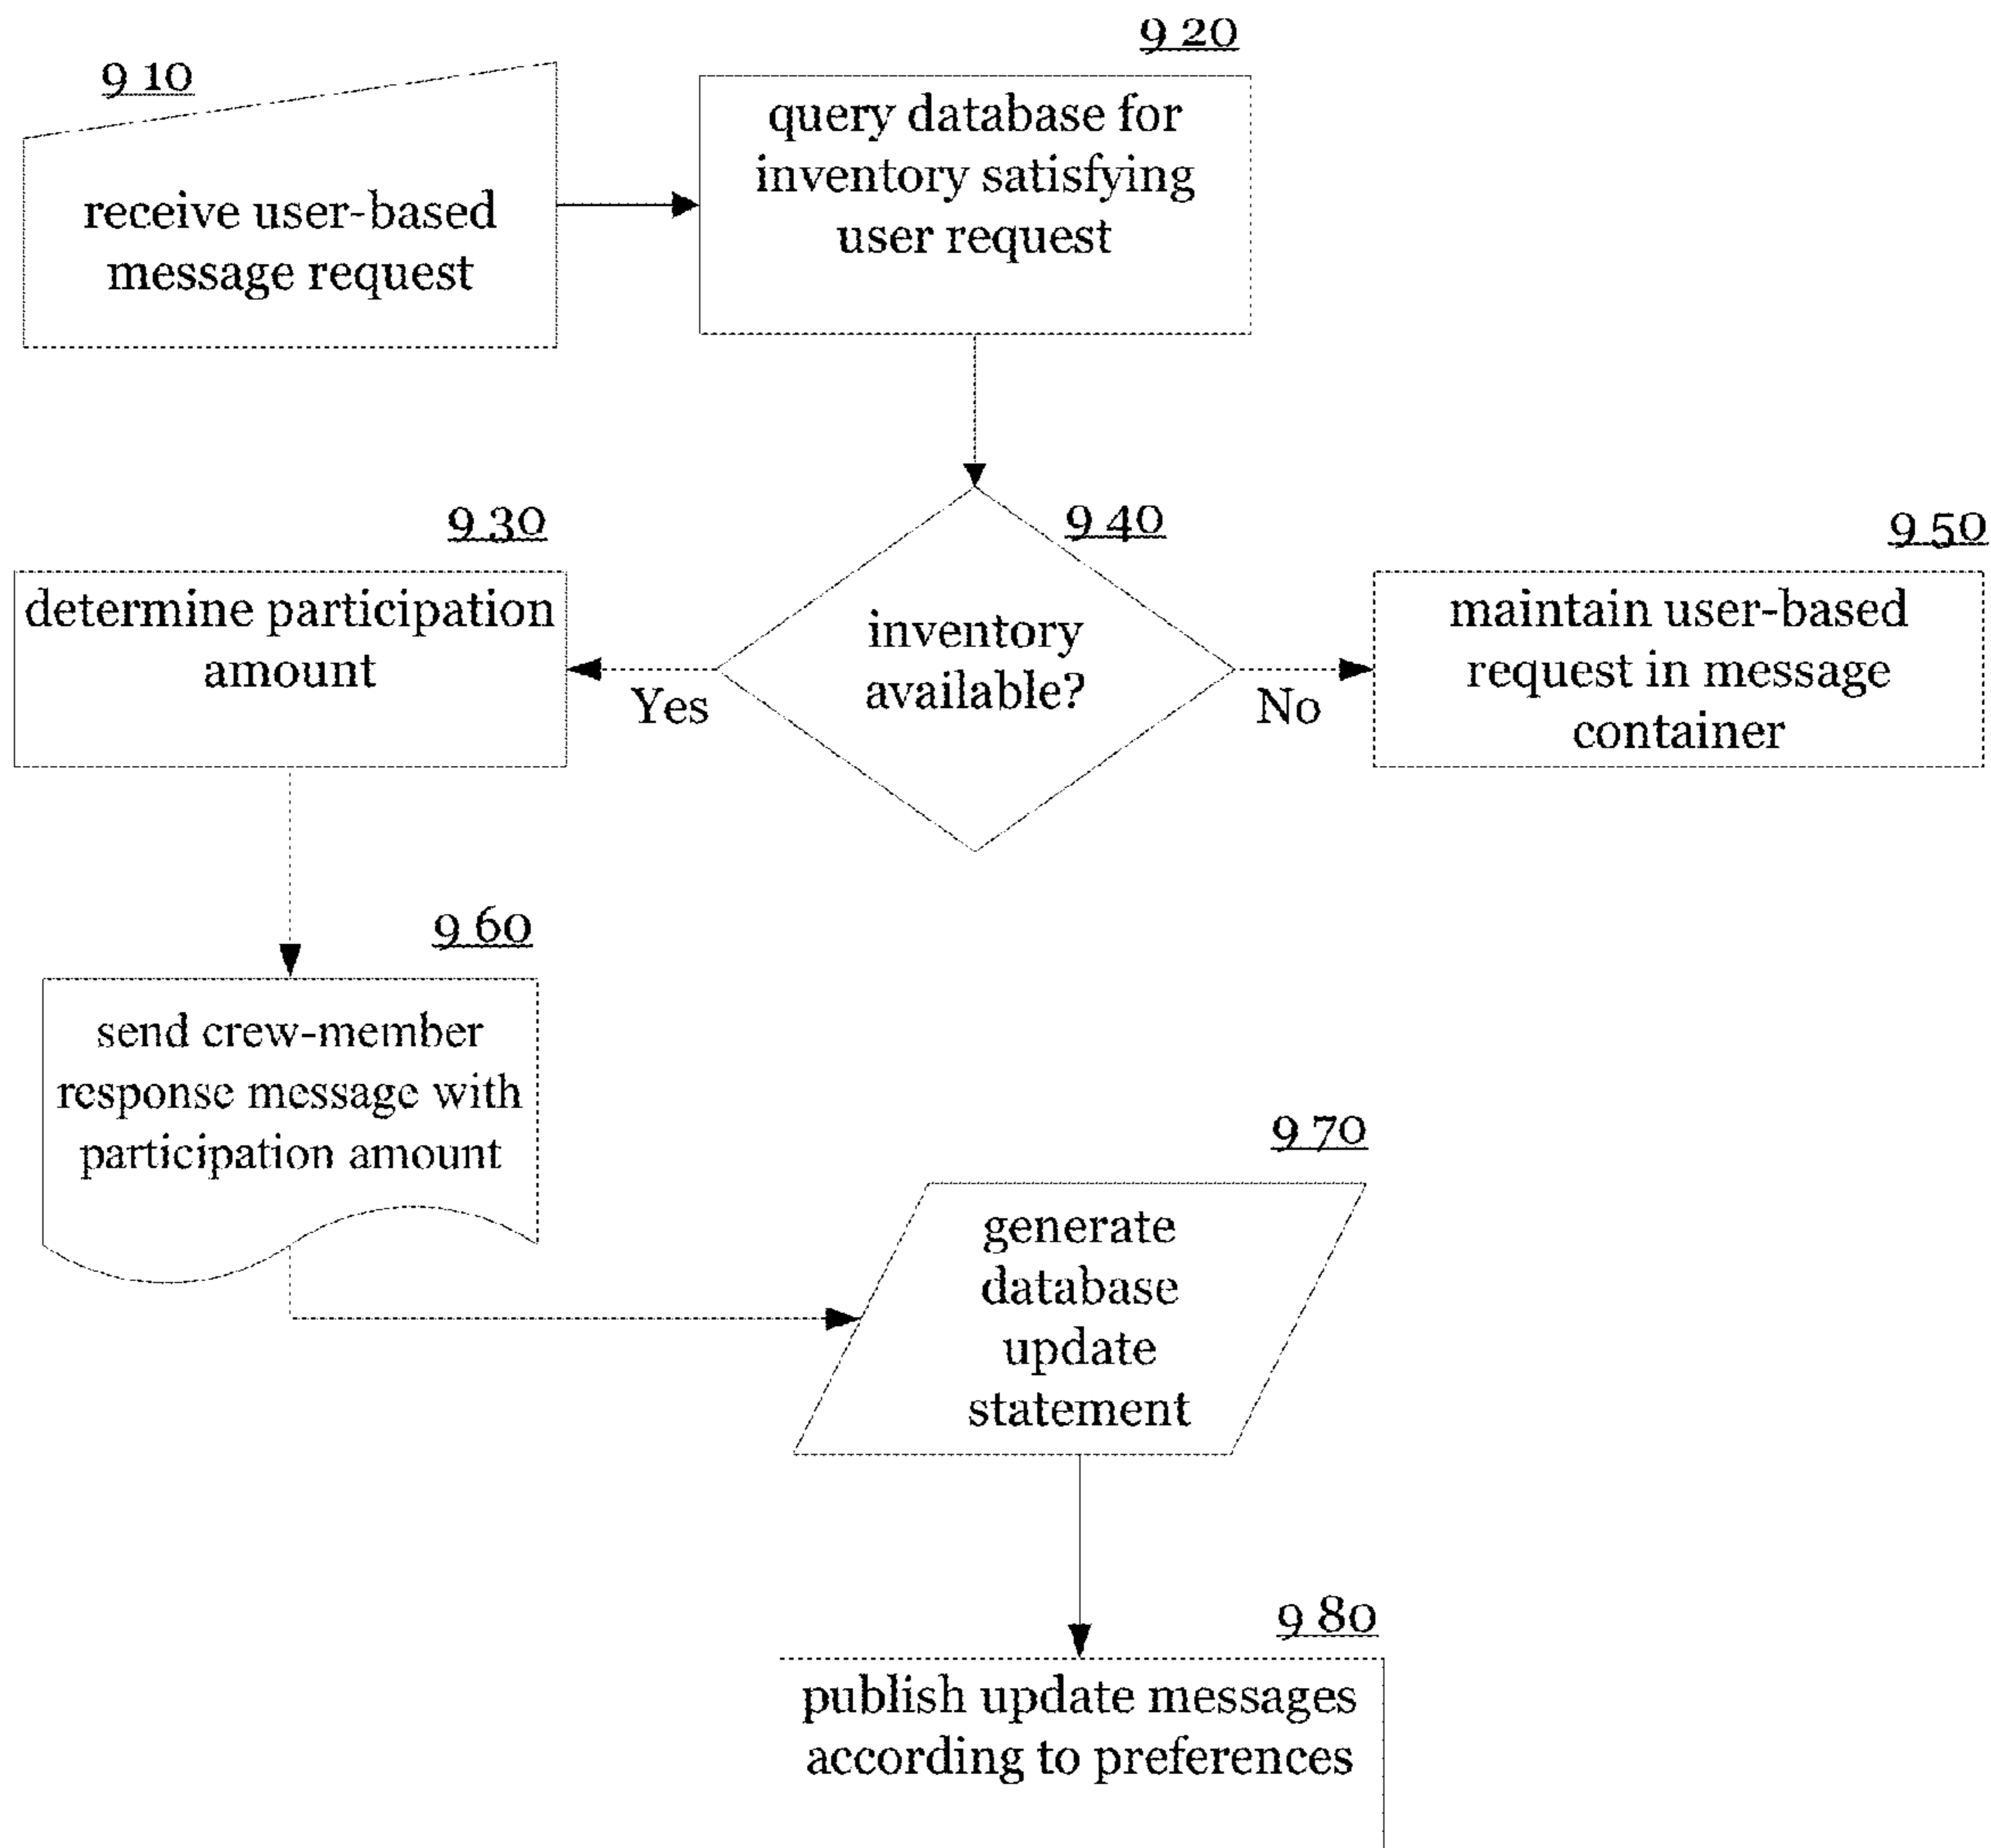 9 10
receive user-based
message request
9 20
query database for
inventory satisfying
user request
9 30
determine participation
amount
Yes
9 40
inventory
available?
No
9 50
maintain user-based
request in message
container
9 60
send crew-member
response message with
participation amount
9 70
generate
database
update
statement
9 80
publish update messages
according to preferences